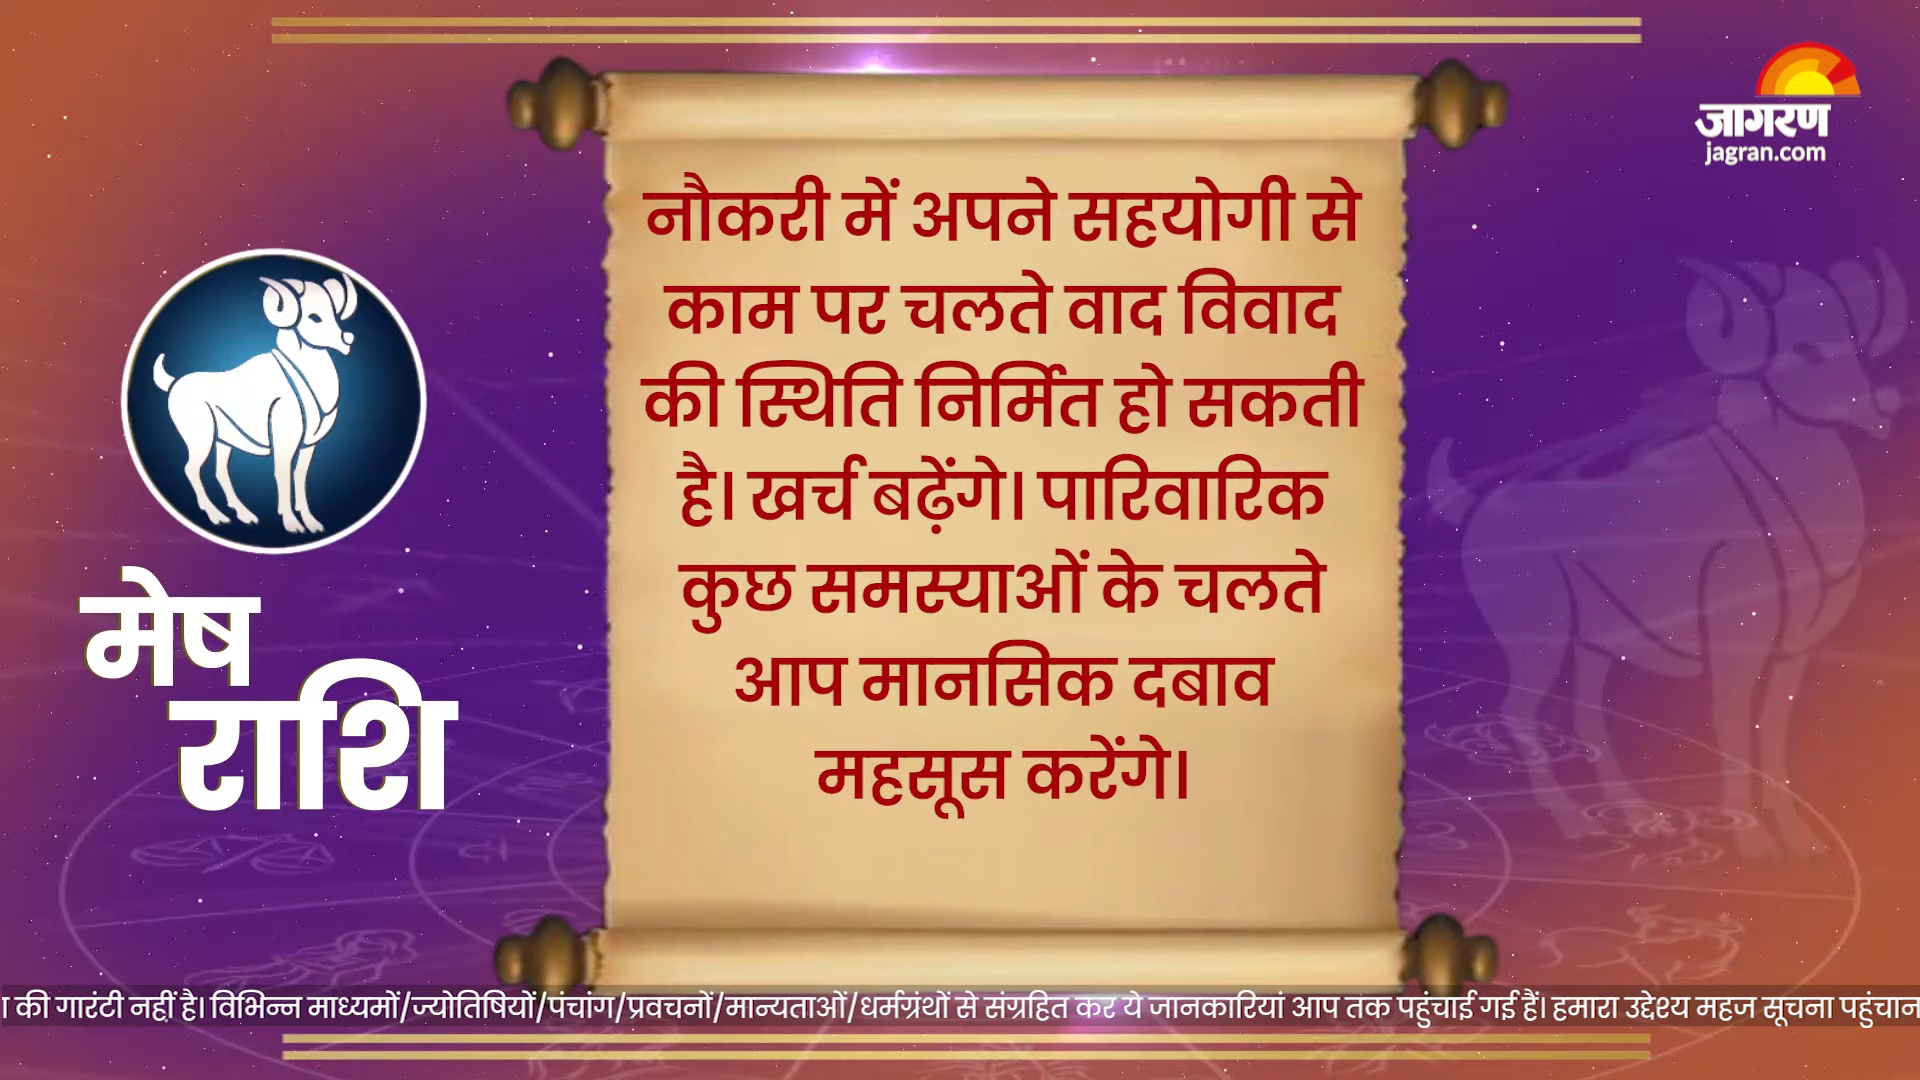 जागरण
jagran.com
नौकरी में अपने सहयोगी से
काम पर चलते वाद विवाद
की स्थिति निर्मित हो सकती
है। खर्च बढ़ेंगे। पारिवारिक
कुछ समस्याओं के चलते
आप मानसिक दबाव
महसूस करेंगे।
मेष
राशि
की गारंटी नहीं है। विभिन्न माध्यमों/ज्योतिषियों/पंचांग/प्रवचनों/मान्यताओं/धर्मग्रंथों से संग्रहित कर ये जानकारियां आप तक पहुंचाई गई हैं। हमारा उद्देश्य महज सूचना पहुंचान